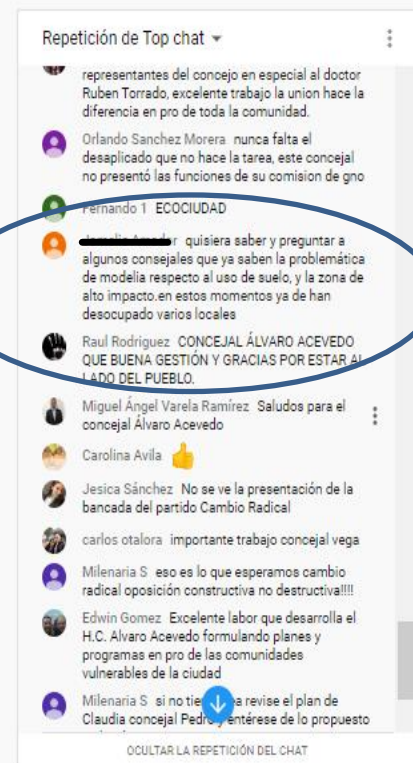 Repetición de Top chat
representantes del concejo en especial al doctor
Ruben Torrado, excelente trabajo la union hace la
diferencia en pro de toda la comunidad.
Orlando Sanchez Morera nunca falta el
desaplicado que no hace la tarea, este concejal
no presentó las funciones de su comision de gno
Fernando 1 ECOCIUDAD
quisiera saber y preguntar a
algunos consejales que ya saben la problemática
de modelia respecto al uso de suelo, y la zona de
alto impacto.en estos momentos ya de han
desocupado varios locales
Raul Rodriguez CONCEJAL ÁLVARO ACEVEDO
QUE BUENA GESTIÓN Y GRACIAS POR ESTAR AL
LADO DEL PUEBLO.
Miguel Ángel Varela Ramírez Saludos para el
concejal Álvaro Acevedo
Carolina Avila 👍
Jesica Sánchez No se ve la presentación de la
bancada del partido Cambio Radical
carlos otalora importante trabajo concejal vega
Milenaria S eso es lo que esperamos cambio
radical oposición constructiva no destructiva!!!!
Edwin Gomez Excelente labor que desarrolla el
H.C. Alvaro Acevedo formulando planes y
programas en pro de las comunidades
vulnerables de la ciudad
Milenaria S si no revise el plan de
Claudia concejal entérese de lo propuesto
OCULTAR LA REPETICIÓN DEL CHAT